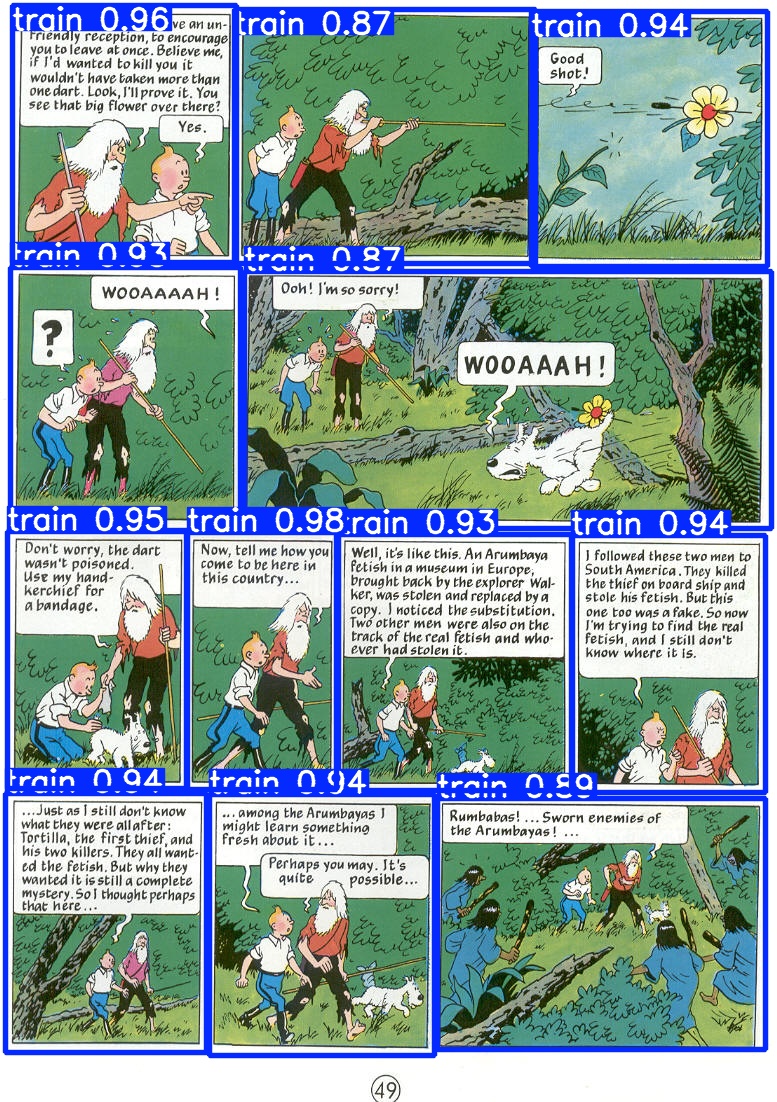 train 0.96
ve an un-
friendly reception, to encourage
you to leave at once. Believe me,
if I'd wanted to kill you it
wouldn't have taken more than
one dart. Look, I'll prove it. You
see that big flower over there?
Yes.
train 0.87
train 0.94
Good
shot!
train 0.93
WOOAAAAH!
?
train 0.87
Ooh! I'm so sorry!
WOOAAAH!
train 0.95
Don't worry, the dart
wasn't poisoned.
Use my hand-
kerchief for
a bandage.
train 0.98
Now, tell me how you
come to be here in
this country...
train 0.93
Well, it's like this. An Arumbaya
fetish in a museum in Europe,
brought back by the explorer Wal-
ker, was stolen and replaced by a
copy. I noticed the substitution.
Two other men were also on the
track of the real fetish and who-
ever had stolen it.
train 0.94
I followed these two men to
South America. They killed
the thief on board ship and
stole his fetish. But this
one too was a fake. So now
I'm trying to find the real
fetish, and I still don't
know where it is.
train 0.94
...Just as I still don't know
what they were all after:
Tortilla, the first thief, and
his two killers. They all want-
ed the fetish. But why they
wanted it is still a complete
mystery. So I thought perhaps
that here...
train 0.94
...among the Arumbayas I
might learn something
fresh about it...
Perhaps you may. It's
quite possible...
train 0.89
Rumbabas!... Sworn enemies of
the Arumbayas! ...
49